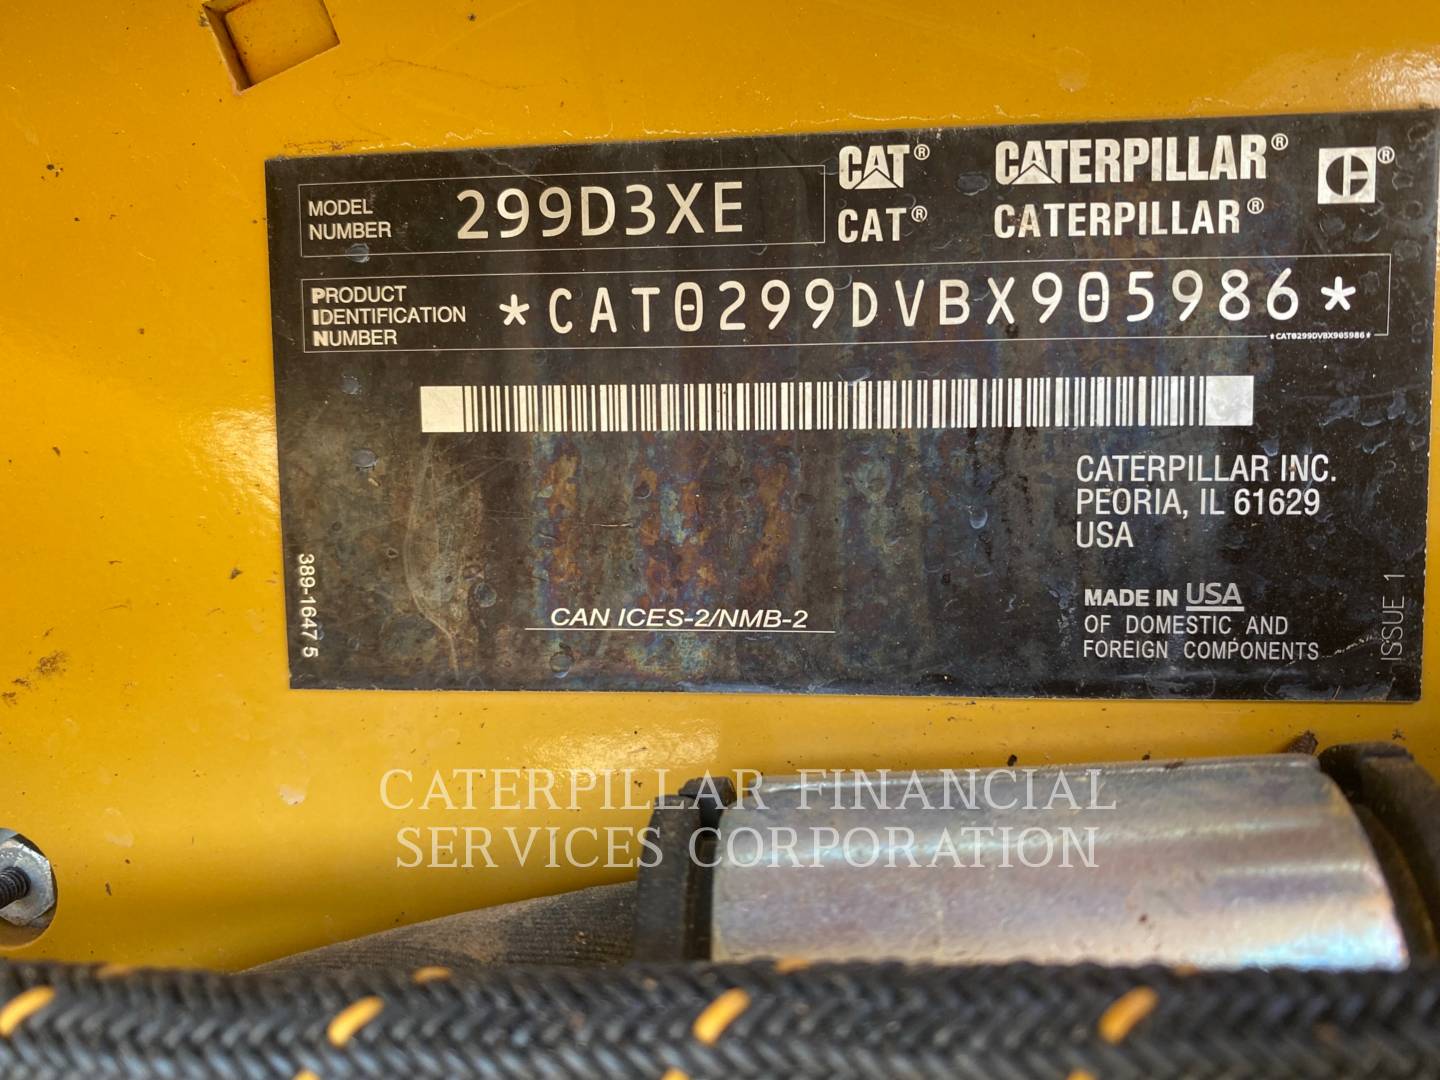 MODEL
NUMBER
299D3XE
CAT® CATERPILLAR®
CAT® CATERPILLAR®
PRODUCT
IDENTIFICATION
NUMBER
*CAT0299DVBX905986*
*CAT0299DVBX905986*
CATERPILLAR INC.
PEORIA, IL 61629
USA
389-1647 5
CAN ICES-2/NMB-2
MADE IN USA
OF DOMESTIC AND
FOREIGN COMPONENTS
ISSUE 1
CATERPILLAR FINANCIAL
SERVICES CORPORATION